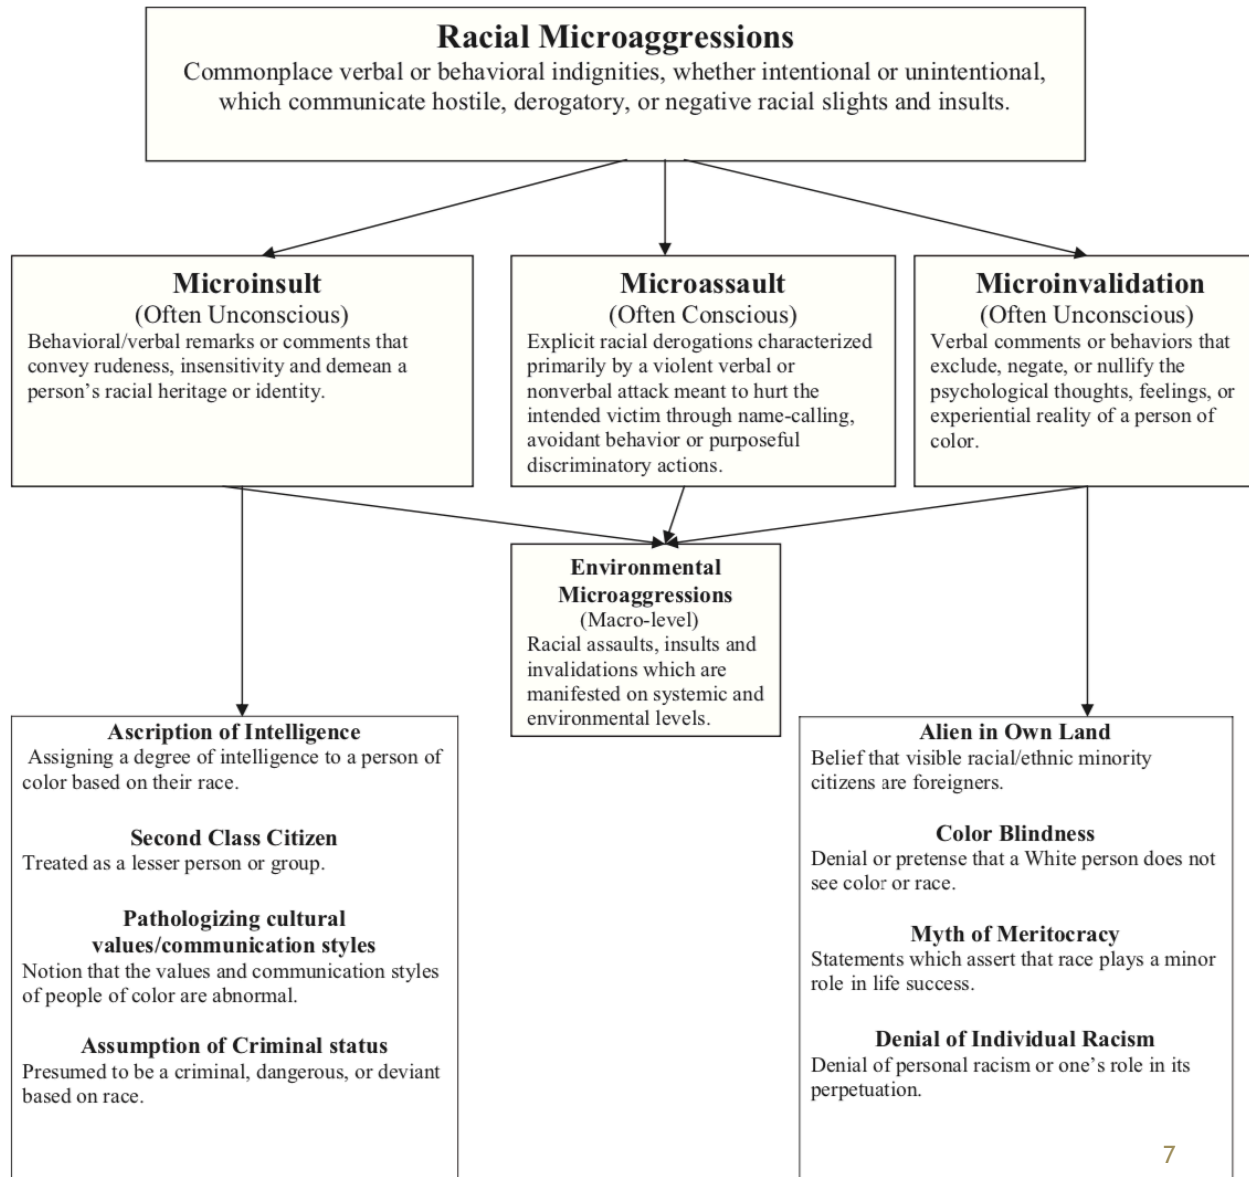 Racial Microaggressions
Commonplace verbal or behavioral indignities, whether intentional or unintentional,
which communicate hostile, derogatory, or negative racial slights and insults.
Microinsult
(Often Unconscious)
Behavioral/verbal remarks or comments that
convey rudeness, insensitivity and demean a
person's racial heritage or identity.
Microassault
(Often Conscious)
Explicit racial derogations characterized
primarily by a violent verbal or
nonverbal attack meant to hurt the
intended victim through name-calling,
avoidant behavior or purposeful
discriminatory actions.
Microinvalidation
(Often Unconscious)
Verbal comments or behaviors that
exclude, negate, or nullify the
psychological thoughts, feelings, or
experiential reality of a person of
color.
Environmental
Microaggressions
(Macro-level)
Racial assaults, insults and
invalidations which are
manifested on systemic and
environmental levels.
Ascription of Intelligence
Assigning a degree of intelligence to a person of
color based on their race.
Second Class Citizen
Treated as a lesser person or group.
Pathologizing cultural
values/communication styles
Notion that the values and communication styles
of people of color are abnormal.
Assumption of Criminal status
Presumed to be a criminal, dangerous, or deviant
based on race.
Alien in Own Land
Belief that visible racial/ethnic minority
citizens are foreigners.
Color Blindness
Denial or pretense that a White person does not
see color or race.
Myth of Meritocracy
Statements which assert that race plays a minor
role in life success.
Denial of Individual Racism
Denial of personal racism or one's role in its
perpetuation.
7